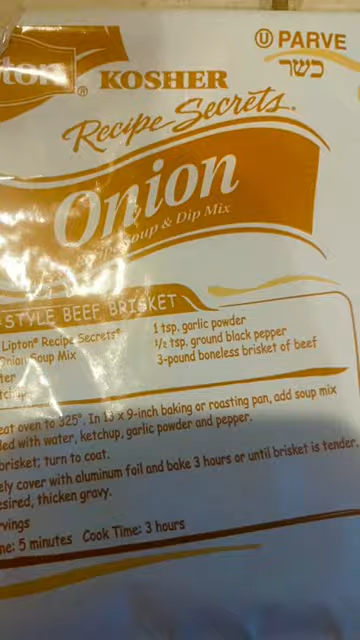 Ⓤ PARVE
כשר
ton® KOSHER
Recipe Secrets®
Onion
Soup & Dip Mix
STYLE BEEF BRISKET
Lipton® Recipe Secrets®
Onion Soup Mix
1 tsp. garlic powder
1/2 tsp. ground black pepper
3-pound boneless brisket of beef
eat oven to 325°. In 13 x 9-inch baking or roasting pan, add soup mix
ded with water, ketchup, garlic powder and pepper.
brisket; turn to coat.
ely cover with aluminum foil and bake 3 hours or until brisket is tender.
esired, thicken gravy.
rvings
me: 5 minutes Cook Time: 3 hours